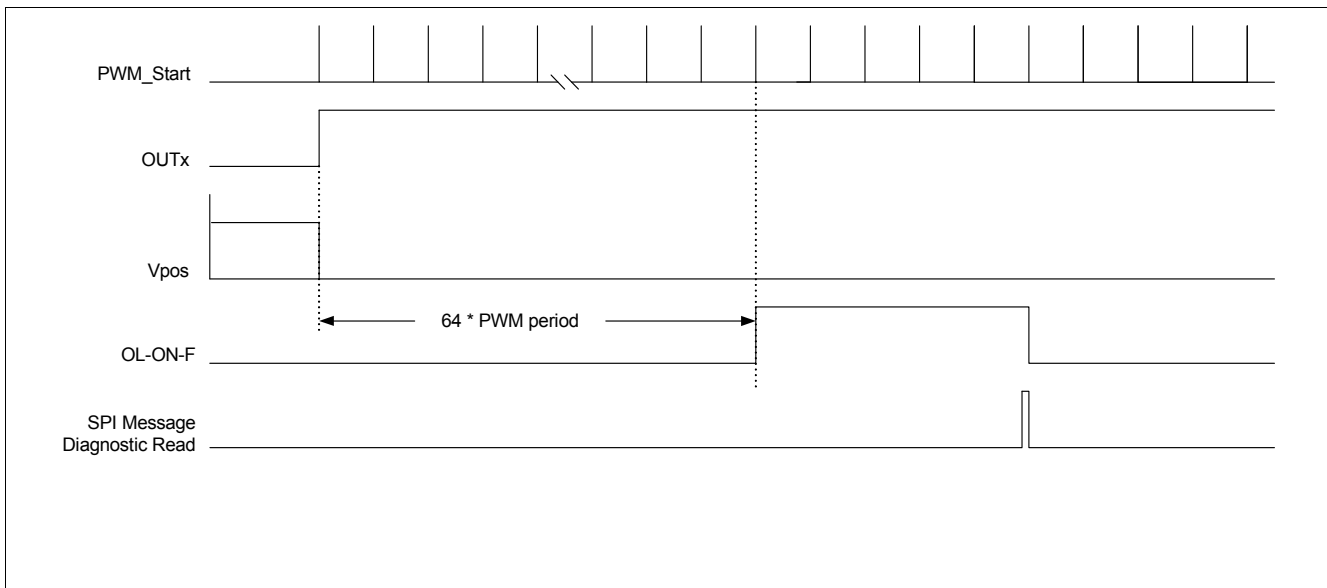 PWM_Start
OUTx
Vpos
64 * PWM period
OL-ON-F
SPI Message
Diagnostic Read